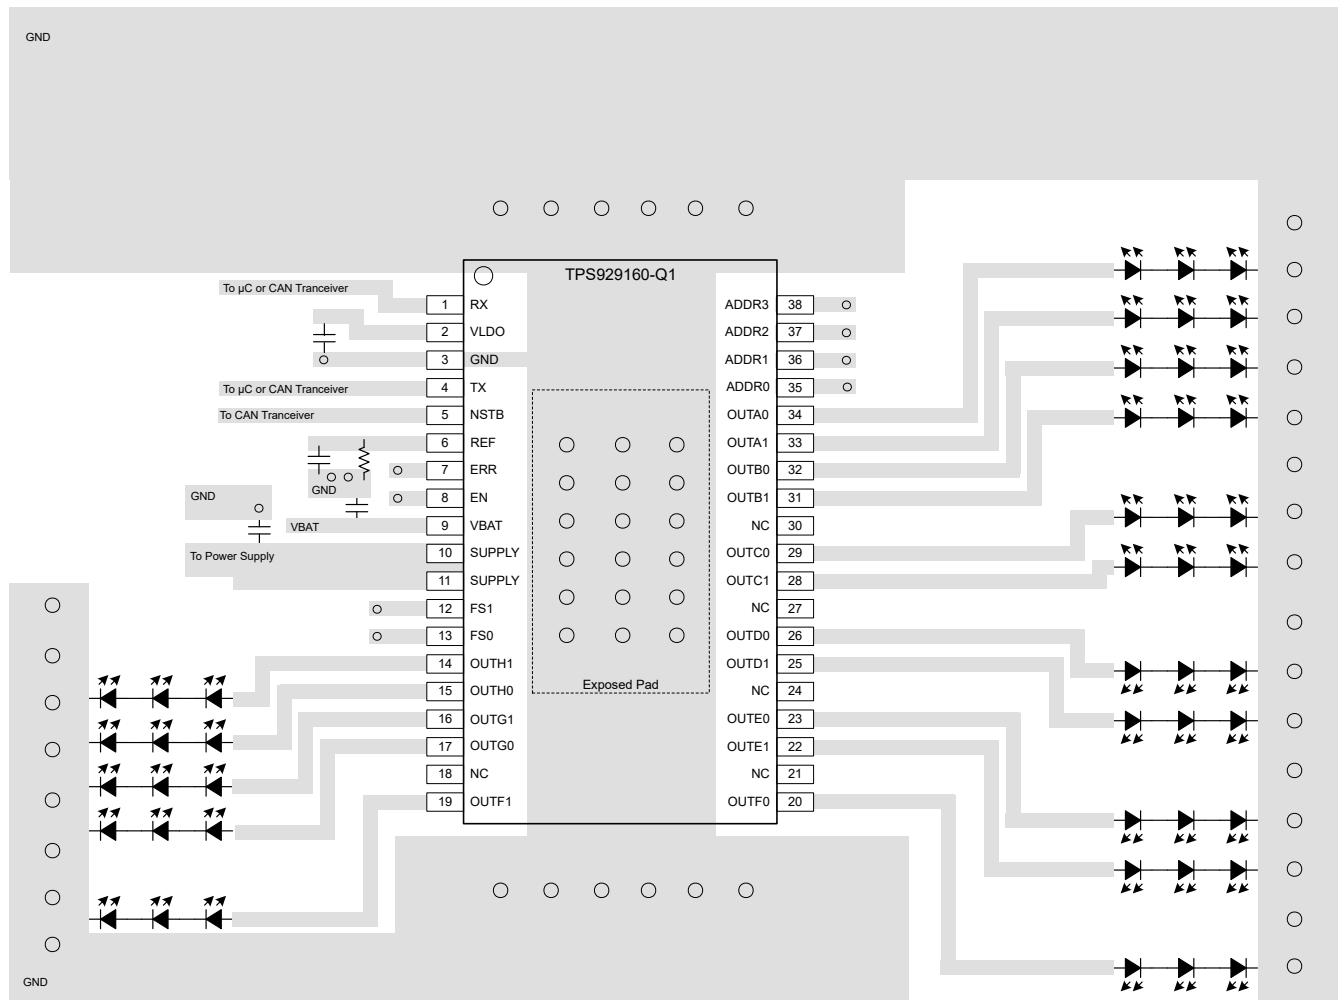 GND
TPS929160-Q1
To µC or CAN Tranceiver
1 RX
2 VLDO
3 GND
To µC or CAN Tranceiver
4 TX
To CAN Tranceiver
5 NSTB
6 REF
7 ERR
GND
8 EN
GND
VBAT
9 VBAT
To Power Supply
10 SUPPLY
11 SUPPLY
12 FS1
13 FS0
14 OUTH1
15 OUTH0
16 OUTG1
17 OUTG0
18 NC
19 OUTF1
ADDR3 38
ADDR2 37
ADDR1 36
ADDR0 35
OUTA0 34
OUTA1 33
OUTB0 32
OUTB1 31
NC 30
OUTC0 29
OUTC1 28
NC 27
OUTD0 26
OUTD1 25
NC 24
OUTE0 23
OUTE1 22
NC 21
OUTF0 20
Exposed Pad
GND